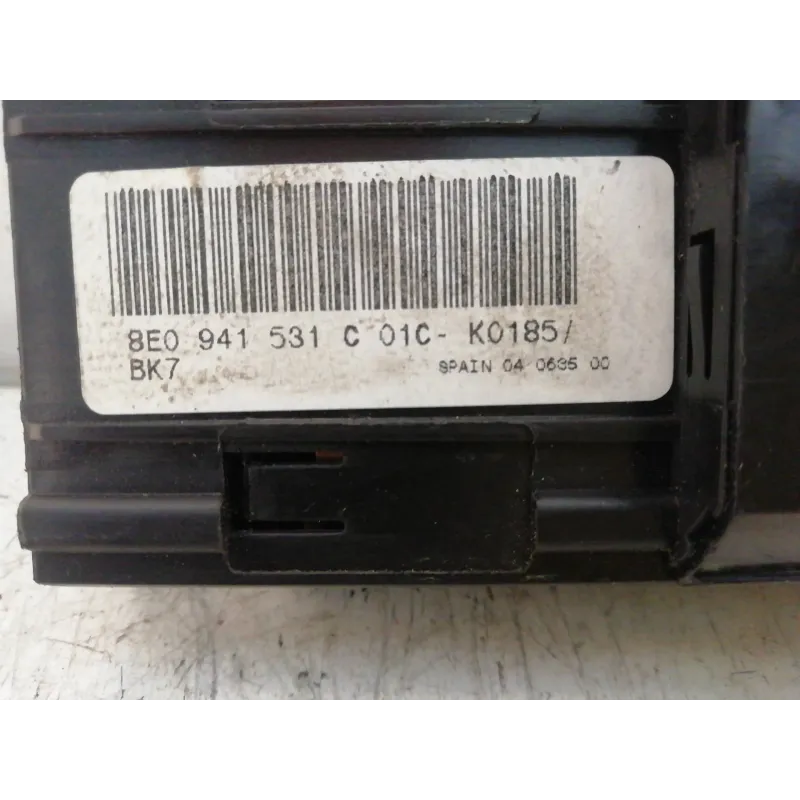 8E0 941 531 C 01C- K0185/
BK7 SPAIN 04 0635 00